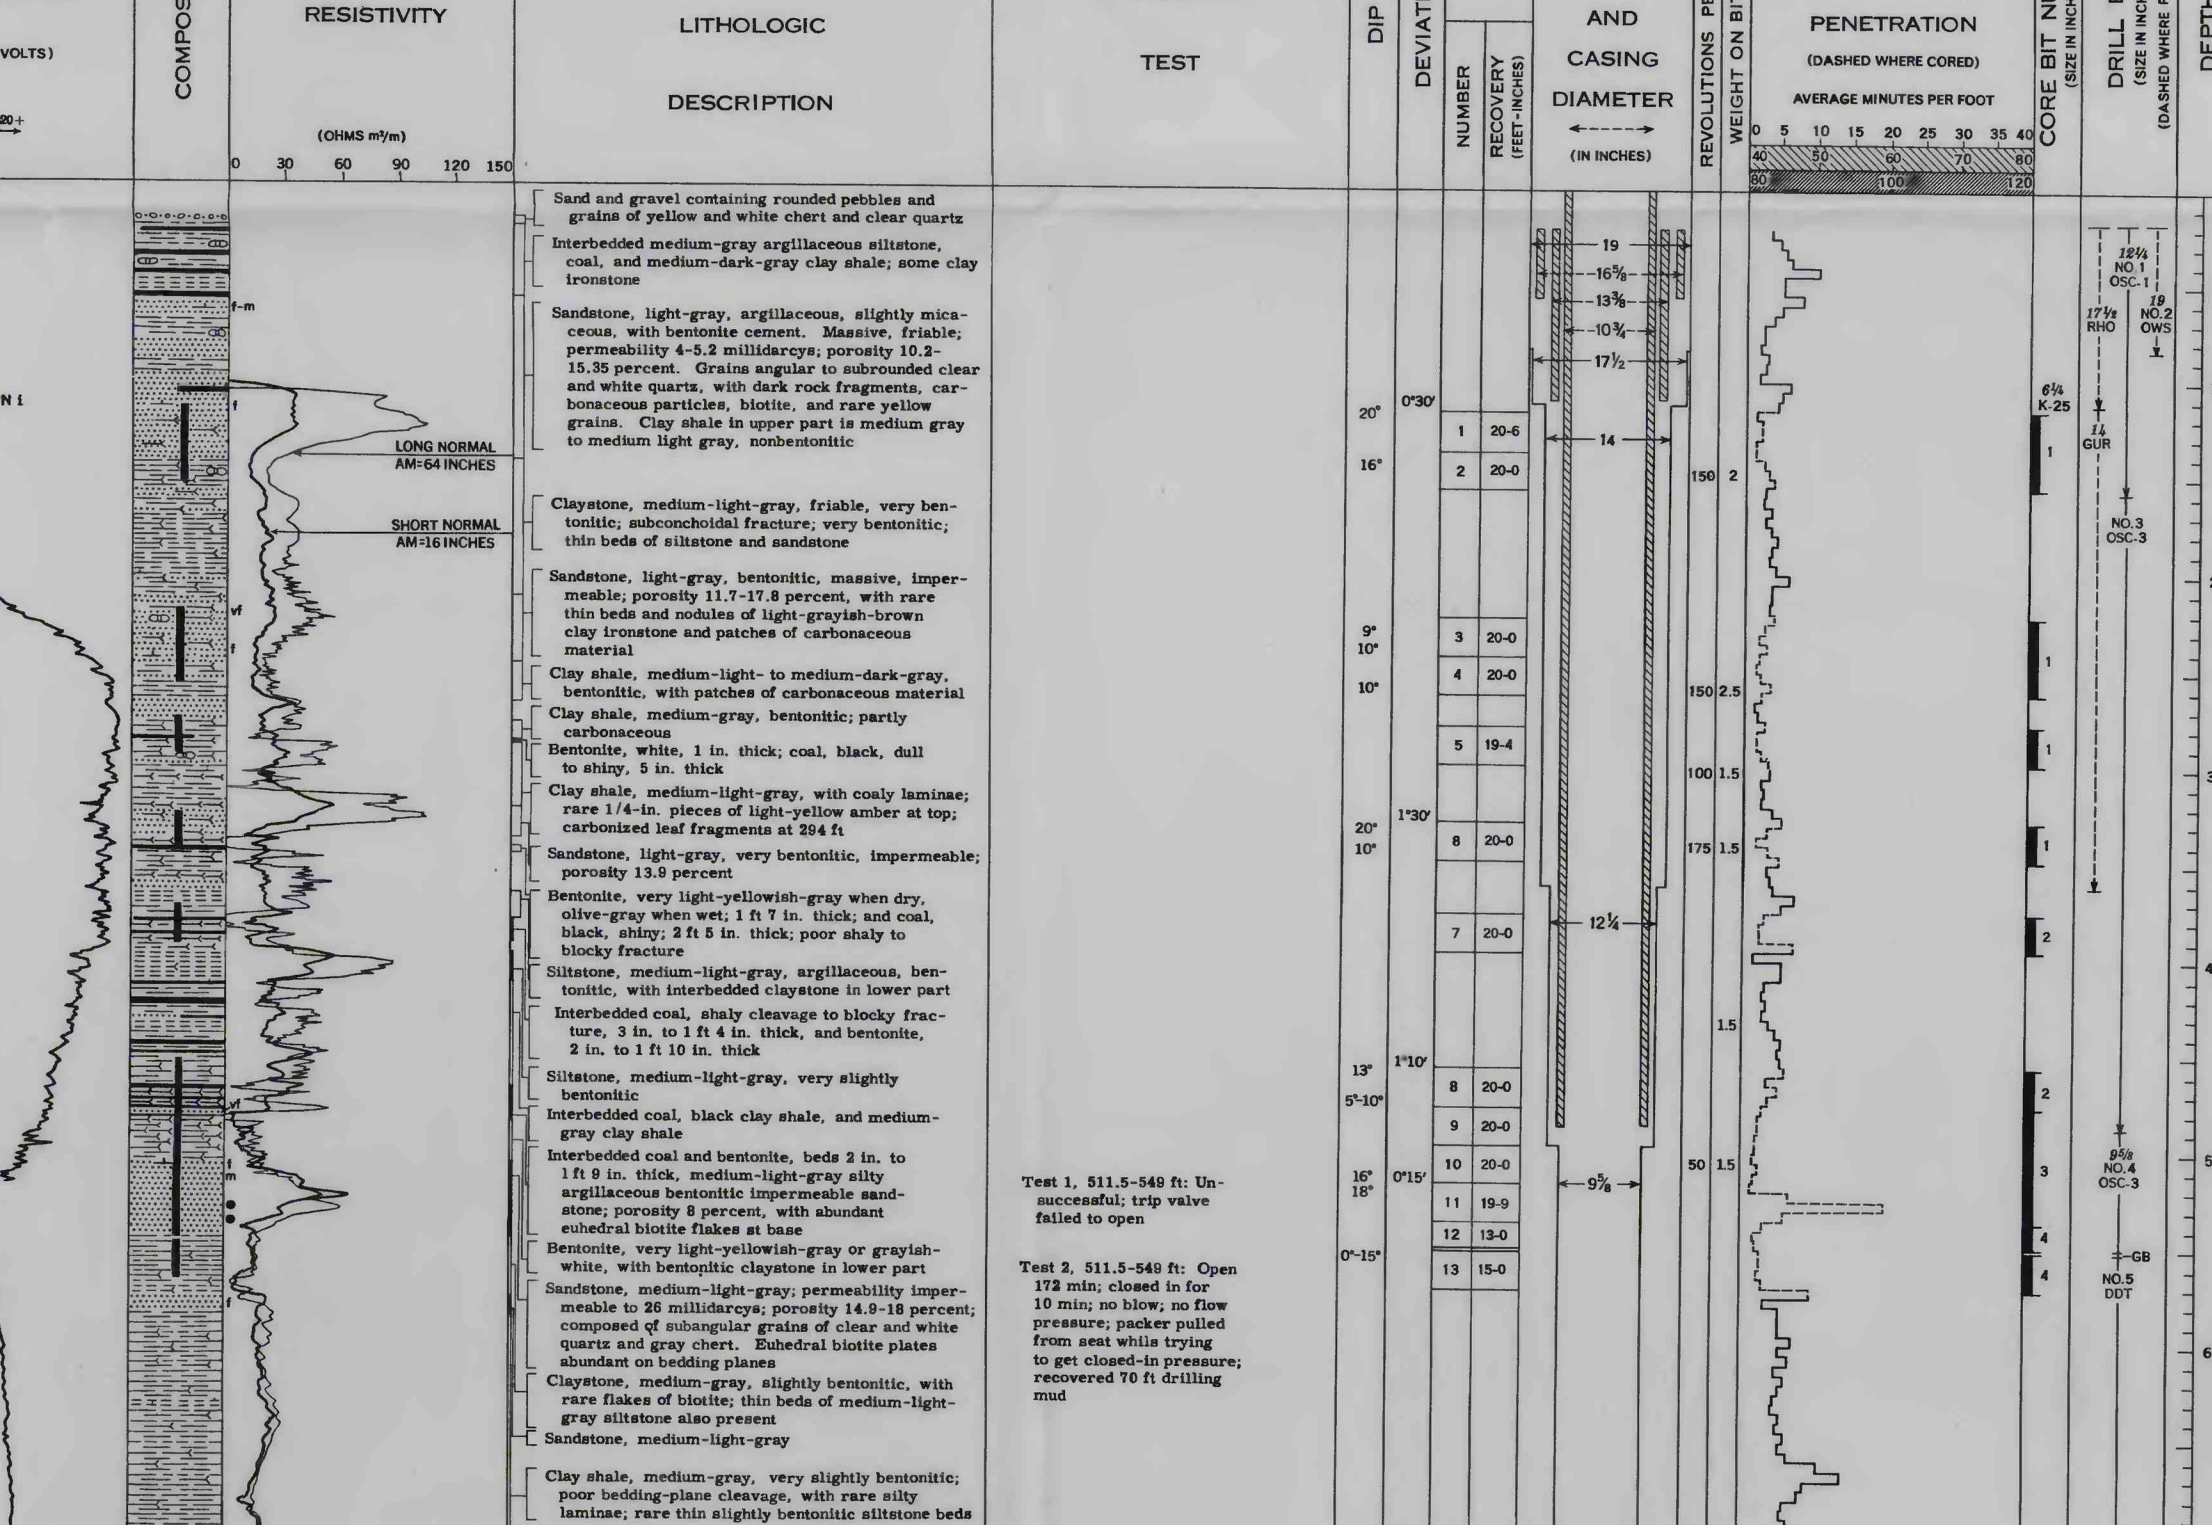 VOLTS)
20+
N i
COMPOS
RESISTIVITY
(OHMS m²/m)
0 30 60 90 120 150
LITHOLOGIC
DESCRIPTION
TEST
DIP
DEVIAT
NUMBER
RECOVERY
(FEET-INCHES)
AND
CASING
DIAMETER
(IN INCHES)
REVOLUTIONS PE
WEIGHT ON BIT
PENETRATION
(DASHED WHERE CORED)
AVERAGE MINUTES PER FOOT
0 5 10 15 20 25 30 35 40
40 50 60 70 80
80 100 120
CORE BIT NU
(SIZE IN INCH
DRILL B
(SIZE IN INCH
(DASHED WHERE R
DEPTH
f-m
f
LONG NORMAL
AM=64 INCHES
SHORT NORMAL
AM=16 INCHES
vf
f
vf
f
m
f
Sand and gravel containing rounded pebbles and
grains of yellow and white chert and clear quartz
Interbedded medium-gray argillaceous siltstone,
coal, and medium-dark-gray clay shale; some clay
ironstone
Sandstone, light-gray, argillaceous, slightly mica-
ceous, with bentonite cement. Massive, friable;
permeability 4-5.2 millidarcys; porosity 10.2-
15.35 percent. Grains angular to subrounded clear
and white quartz, with dark rock fragments, car-
bonaceous particles, biotite, and rare yellow
grains. Clay shale in upper part is medium gray
to medium light gray, nonbentonitic
Claystone, medium-light-gray, friable, very ben-
tonitic; subconchoidal fracture; very bentonitic;
thin beds of siltstone and sandstone
Sandstone, light-gray, bentonitic, massive, imper-
meable; porosity 11.7-17.8 percent, with rare
thin beds and nodules of light-grayish-brown
clay ironstone and patches of carbonaceous
material
Clay shale, medium-light- to medium-dark-gray,
bentonitic, with patches of carbonaceous material
Clay shale, medium-gray, bentonitic; partly
carbonaceous
Bentonite, white, 1 in. thick; coal, black, dull
to shiny, 5 in. thick
Clay shale, medium-light-gray, with coaly laminae;
rare 1/4-in. pieces of light-yellow amber at top;
carbonized leaf fragments at 294 ft
Sandstone, light-gray, very bentonitic, impermeable;
porosity 13.9 percent
Bentonite, very light-yellowish-gray when dry,
olive-gray when wet; 1 ft 7 in. thick; and coal,
black, shiny; 2 ft 5 in. thick; poor shaly to
blocky fracture
Siltstone, medium-light-gray, argillaceous, ben-
tonitic, with interbedded claystone in lower part
Interbedded coal, shaly cleavage to blocky frac-
ture, 3 in. to 1 ft 4 in. thick, and bentonite,
2 in. to 1 ft 10 in. thick
Siltstone, medium-light-gray, very slightly
bentonitic
Interbedded coal, black clay shale, and medium-
gray clay shale
Interbedded coal and bentonite, beds 2 in. to
1 ft 9 in. thick, medium-light-gray silty
argillaceous bentonitic impermeable sand-
stone; porosity 8 percent, with abundant
euhedral biotite flakes at base
Bentonite, very light-yellowish-gray or grayish-
white, with bentonitic claystone in lower part
Sandstone, medium-light-gray; permeability imper-
meable to 26 millidarcys; porosity 14.9-18 percent;
composed of subangular grains of clear and white
quartz and gray chert. Euhedral biotite plates
abundant on bedding planes
Claystone, medium-gray, slightly bentonitic, with
rare flakes of biotite; thin beds of medium-light-
gray siltstone also present
Sandstone, medium-light-gray
Clay shale, medium-gray, very slightly bentonitic;
poor bedding-plane cleavage, with rare silty
laminae; rare thin slightly bentonitic siltstone beds
Test 1, 511.5-549 ft: Un-
successful; trip valve
failed to open
Test 2, 511.5-549 ft: Open
172 min; closed in for
10 min; no blow; no flow
pressure; packer pulled
from seat while trying
to get closed-in pressure;
recovered 70 ft drilling
mud
20°
16°
9°
10°
10°
20°
10°
13°
5°-10°
16°
18°
0°-15°
0°30'
1°30'
1°10'
0°15'
1 20-6
2 20-0
3 20-0
4 20-0
5 19-4
8 20-0
7 20-0
8 20-0
9 20-0
10 20-0
11 19-9
12 13-0
13 15-0
19
16⅝
13⅜
10¾
17½
14
12¼
9⅝
150 2
150 2.5
100 1.5
175 1.5
1.5
50 1.5
6¼
K-25
1
1
1
1
2
2
3
4
4
12¼
NO.1
OSC-1
17½
RHO
19
NO.2
OWS
14
GUR
NO.3
OSC-3
9⅝
NO.4
OSC-3
GB
NO.5
DDT
2
3
4
5
6